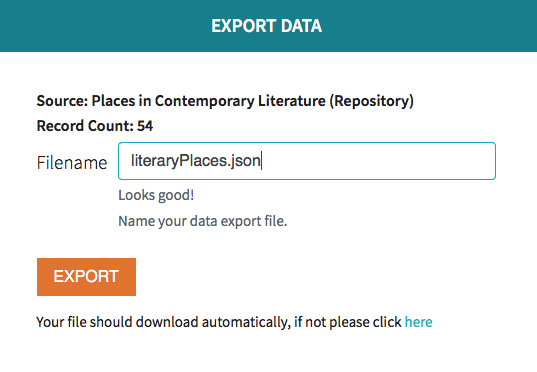 EXPORT DATA
Source: Places in Contemporary Literature (Repository)
Record Count: 54
Filename literaryPlaces.json
Looks good!
Name your data export file.
EXPORT
Your file should download automatically, if not please click here